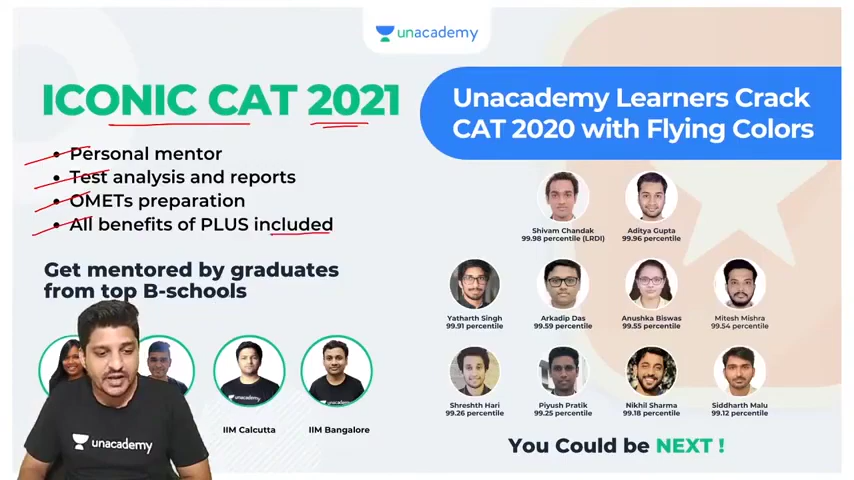 unacademy
ICONIC CAT 2021
• Personal mentor
• Test analysis and reports
• OMETs preparation
• All benefits of PLUS included
Get mentored by graduates
from top B-schools
IIM Calcutta
IIM Bangalore
unacademy
Unacademy Learners Crack
CAT 2020 with Flying Colors
Shivam Chandak
99.98 percentile (LRDI)
Aditya Gupta
99.96 percentile
Yatharth Singh
99.91 percentile
Arkadip Das
99.59 percentile
Anushka Biswas
99.55 percentile
Mitesh Mishra
99.54 percentile
Shreshth Hari
99.26 percentile
Piyush Pratik
99.25 percentile
Nikhil Sharma
99.18 percentile
Siddharth Malu
99.12 percentile
You Could be NEXT !